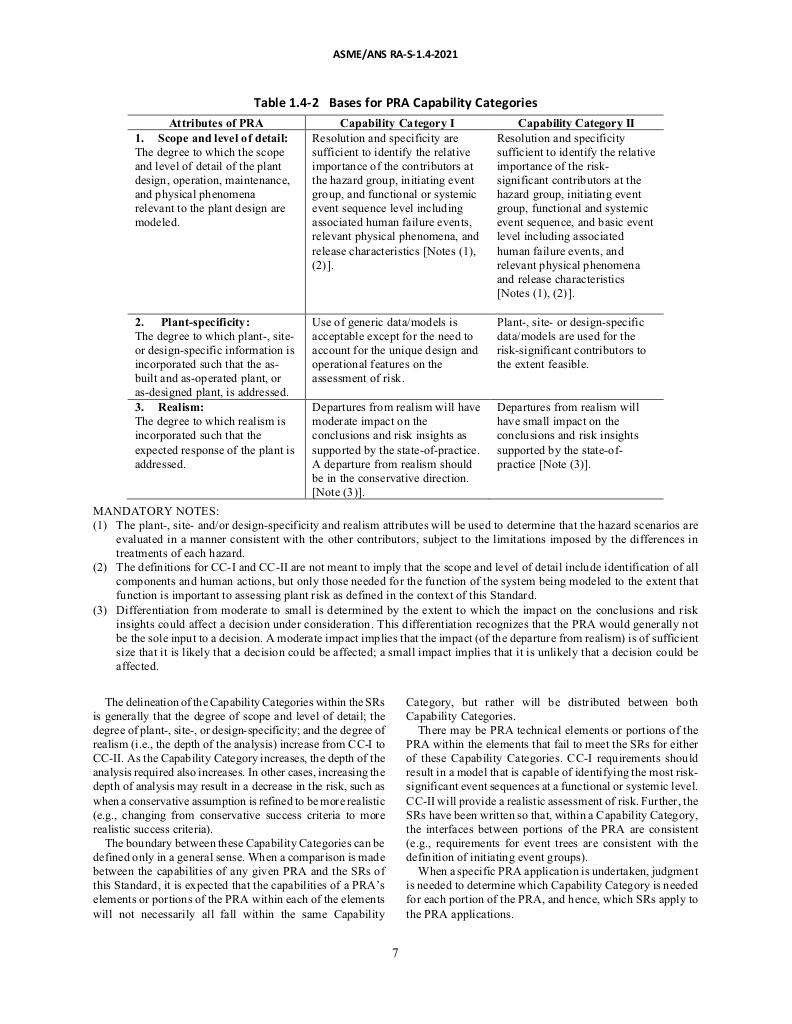 ASME/ANS RA-S-1.4-2021
Table 1.4-2 Bases for PRA Capability Categories
Attributes of PRA
Capability Category I
Capability Category II
1. Scope and level of detail:
The degree to which the scope
and level of detail of the plant
design, operation, maintenance,
and physical phenomena
relevant to the plant design are
modeled.
Resolution and specificity are
sufficient to identify the relative
importance of the contributors at
the hazard group, initiating event
group, and functional or systemic
event sequence level including
associated human failure events,
relevant physical phenomena, and
release characteristics [Notes (1),
(2)].
Resolution and specificity
sufficient to identify the relative
importance of the risk-
significant contributors at the
hazard group, initiating event
group, functional and systemic
event sequence, and basic event
level including associated
human failure events, and
relevant physical phenomena
and release characteristics
[Notes (1), (2)].
2. Plant-specificity:
The degree to which plant-, site-
or design-specific information is
incorporated such that the as-
built and as-operated plant, or
as-designed plant, is addressed.
Use of generic data/models is
acceptable except for the need to
account for the unique design and
operational features on the
assessment of risk.
Plant-, site- or design-specific
data/models are used for the
risk-significant contributors to
the extent feasible.
3. Realism:
The degree to which realism is
incorporated such that the
expected response of the plant is
addressed.
Departures from realism will have
moderate impact on the
conclusions and risk insights as
supported by the state-of-practice.
A departure from realism should
be in the conservative direction.
[Note (3)].
Departures from realism will
have small impact on the
conclusions and risk insights
supported by the state-of-
practice [Note (3)].
MANDATORY NOTES:
(1) The plant-, site- and/or design-specificity and realism attributes will be used to determine that the hazard scenarios are
evaluated in a manner consistent with the other contributors, subject to the limitations imposed by the differences in
treatments of each hazard.
(2) The definitions for CC-I and CC-II are not meant to imply that the scope and level of detail include identification of all
components and human actions, but only those needed for the function of the system being modeled to the extent that
function is important to assessing plant risk as defined in the context of this Standard.
(3) Differentiation from moderate to small is determined by the extent to which the impact on the conclusions and risk
insights could affect a decision under consideration. This differentiation recognizes that the PRA would generally not
be the sole input to a decision. A moderate impact implies that the impact (of the departure from realism) is of sufficient
size that it is likely that a decision could be affected; a small impact implies that it is unlikely that a decision could be
affected.
The delineation of the Capability Categories within the SRs
is generally that the degree of scope and level of detail; the
degree of plant-, site-, or design-specificity; and the degree of
realism (i.e., the depth of the analysis) increase from CC-I to
CC-II. As the Capability Category increases, the depth of the
analysis required also increases. In other cases, increasing the
depth of analysis may result in a decrease in the risk, such as
when a conservative assumption is refined to be more realistic
(e.g., changing from conservative success criteria to more
realistic success criteria).
The boundary between these Capability Categories can be
defined only in a general sense. When a comparison is made
between the capabilities of any given PRA and the SRs of
this Standard, it is expected that the capabilities of a PRA's
elements or portions of the PRA within each of the elements
will not necessarily all fall within the same Capability
Category, but rather will be distributed between both
Capability Categories.
There may be PRA technical elements or portions of the
PRA within the elements that fail to meet the SRs for either
of these Capability Categories. CC-I requirements should
result in a model that is capable of identifying the most risk-
significant event sequences at a functional or systemic level.
CC-II will provide a realistic assessment of risk. Further, the
SRs have been written so that, within a Capability Category,
the interfaces between portions of the PRA are consistent
(e.g., requirements for event trees are consistent with the
definition of initiating event groups).
When a specific PRA application is undertaken, judgment
is needed to determine which Capability Category is needed
for each portion of the PRA, and hence, which SRs apply to
the PRA applications.
7